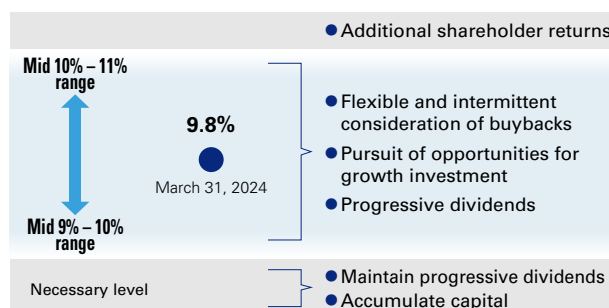 ● Additional shareholder returns
Mid 10% – 11%
range
9.8%
March 31, 2024
Mid 9% – 10%
range
● Flexible and intermittent
consideration of buybacks
● Pursuit of opportunities for
growth investment
● Progressive dividends
Necessary level
● Maintain progressive dividends
● Accumulate capital